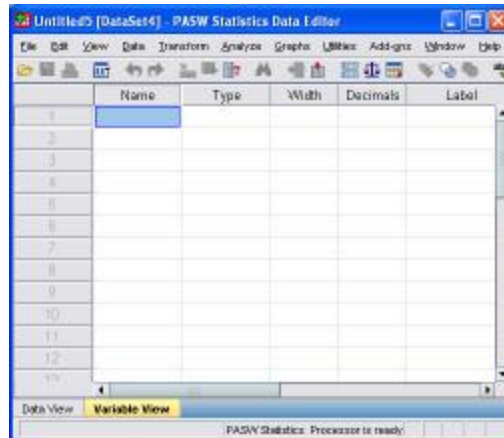 Untitled5 [DataSet4] - PASW Statistics Data Editor
File Edit View Data Transform Analyze Graphs Utilities Add-ons Window Help
Name Type Width Decimals Label
1
2
3
4
5
6
7
8
9
10
11
12
13
Data View Variable View
PASW Statistics Processor is ready